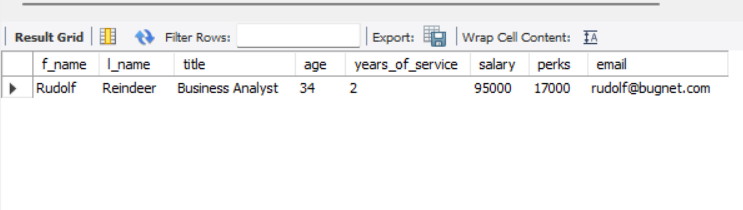 Result Grid Filter Rows: Export: Wrap Cell Content: IA
f_name l_name title age years_of_service salary perks email
Rudolf Reindeer Business Analyst 34 2 95000 17000 rudolf@bugnet.com